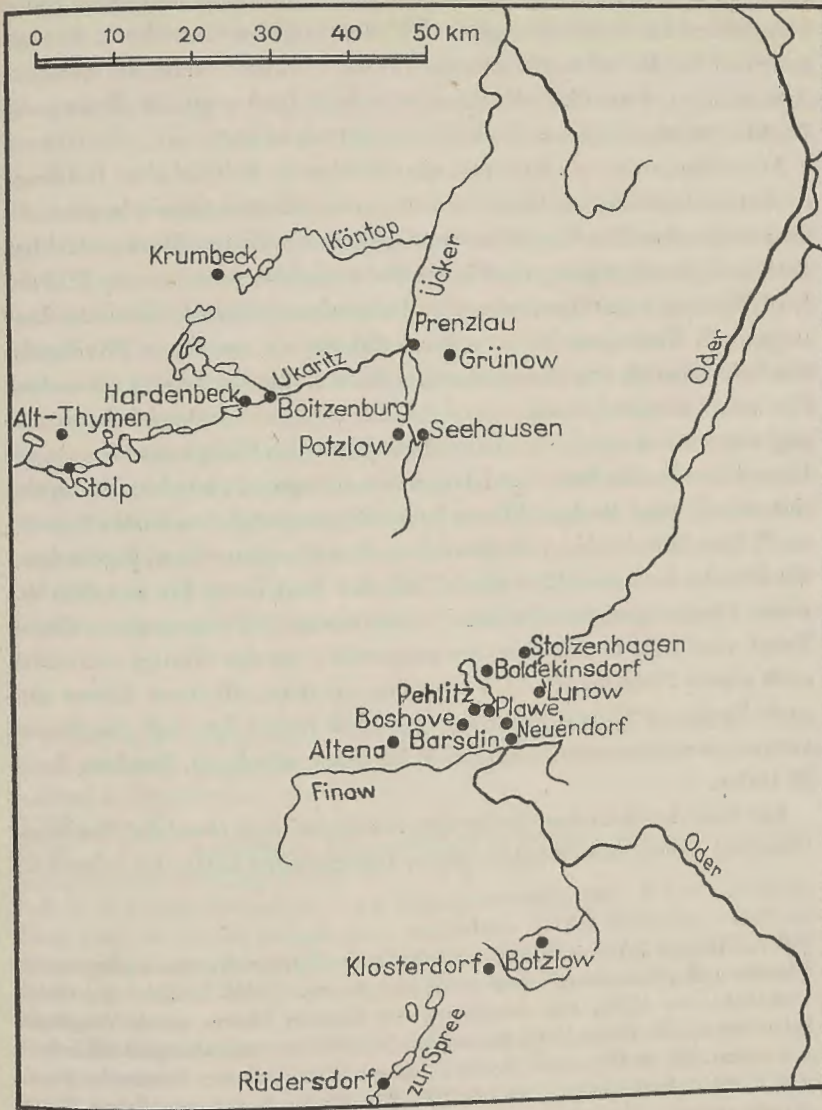 0 10 30 40 50 km
Krumbeck
Köntop
Ücker
Prenzlau
Grünow
Oder
Ukaritz
Hardenbeck
Boitzenburg
Alt-Thymen
Potzlow
Seehausen
Stolp
Stolzenhagen
Boldekinsdorf
Lunow
Pehlitz
Plawe
Boshove
Neuendorf
Altena
Barsdin
Finow
Oder
Klosterdorf
Botzlow
zur Spree
Rüdersdorf